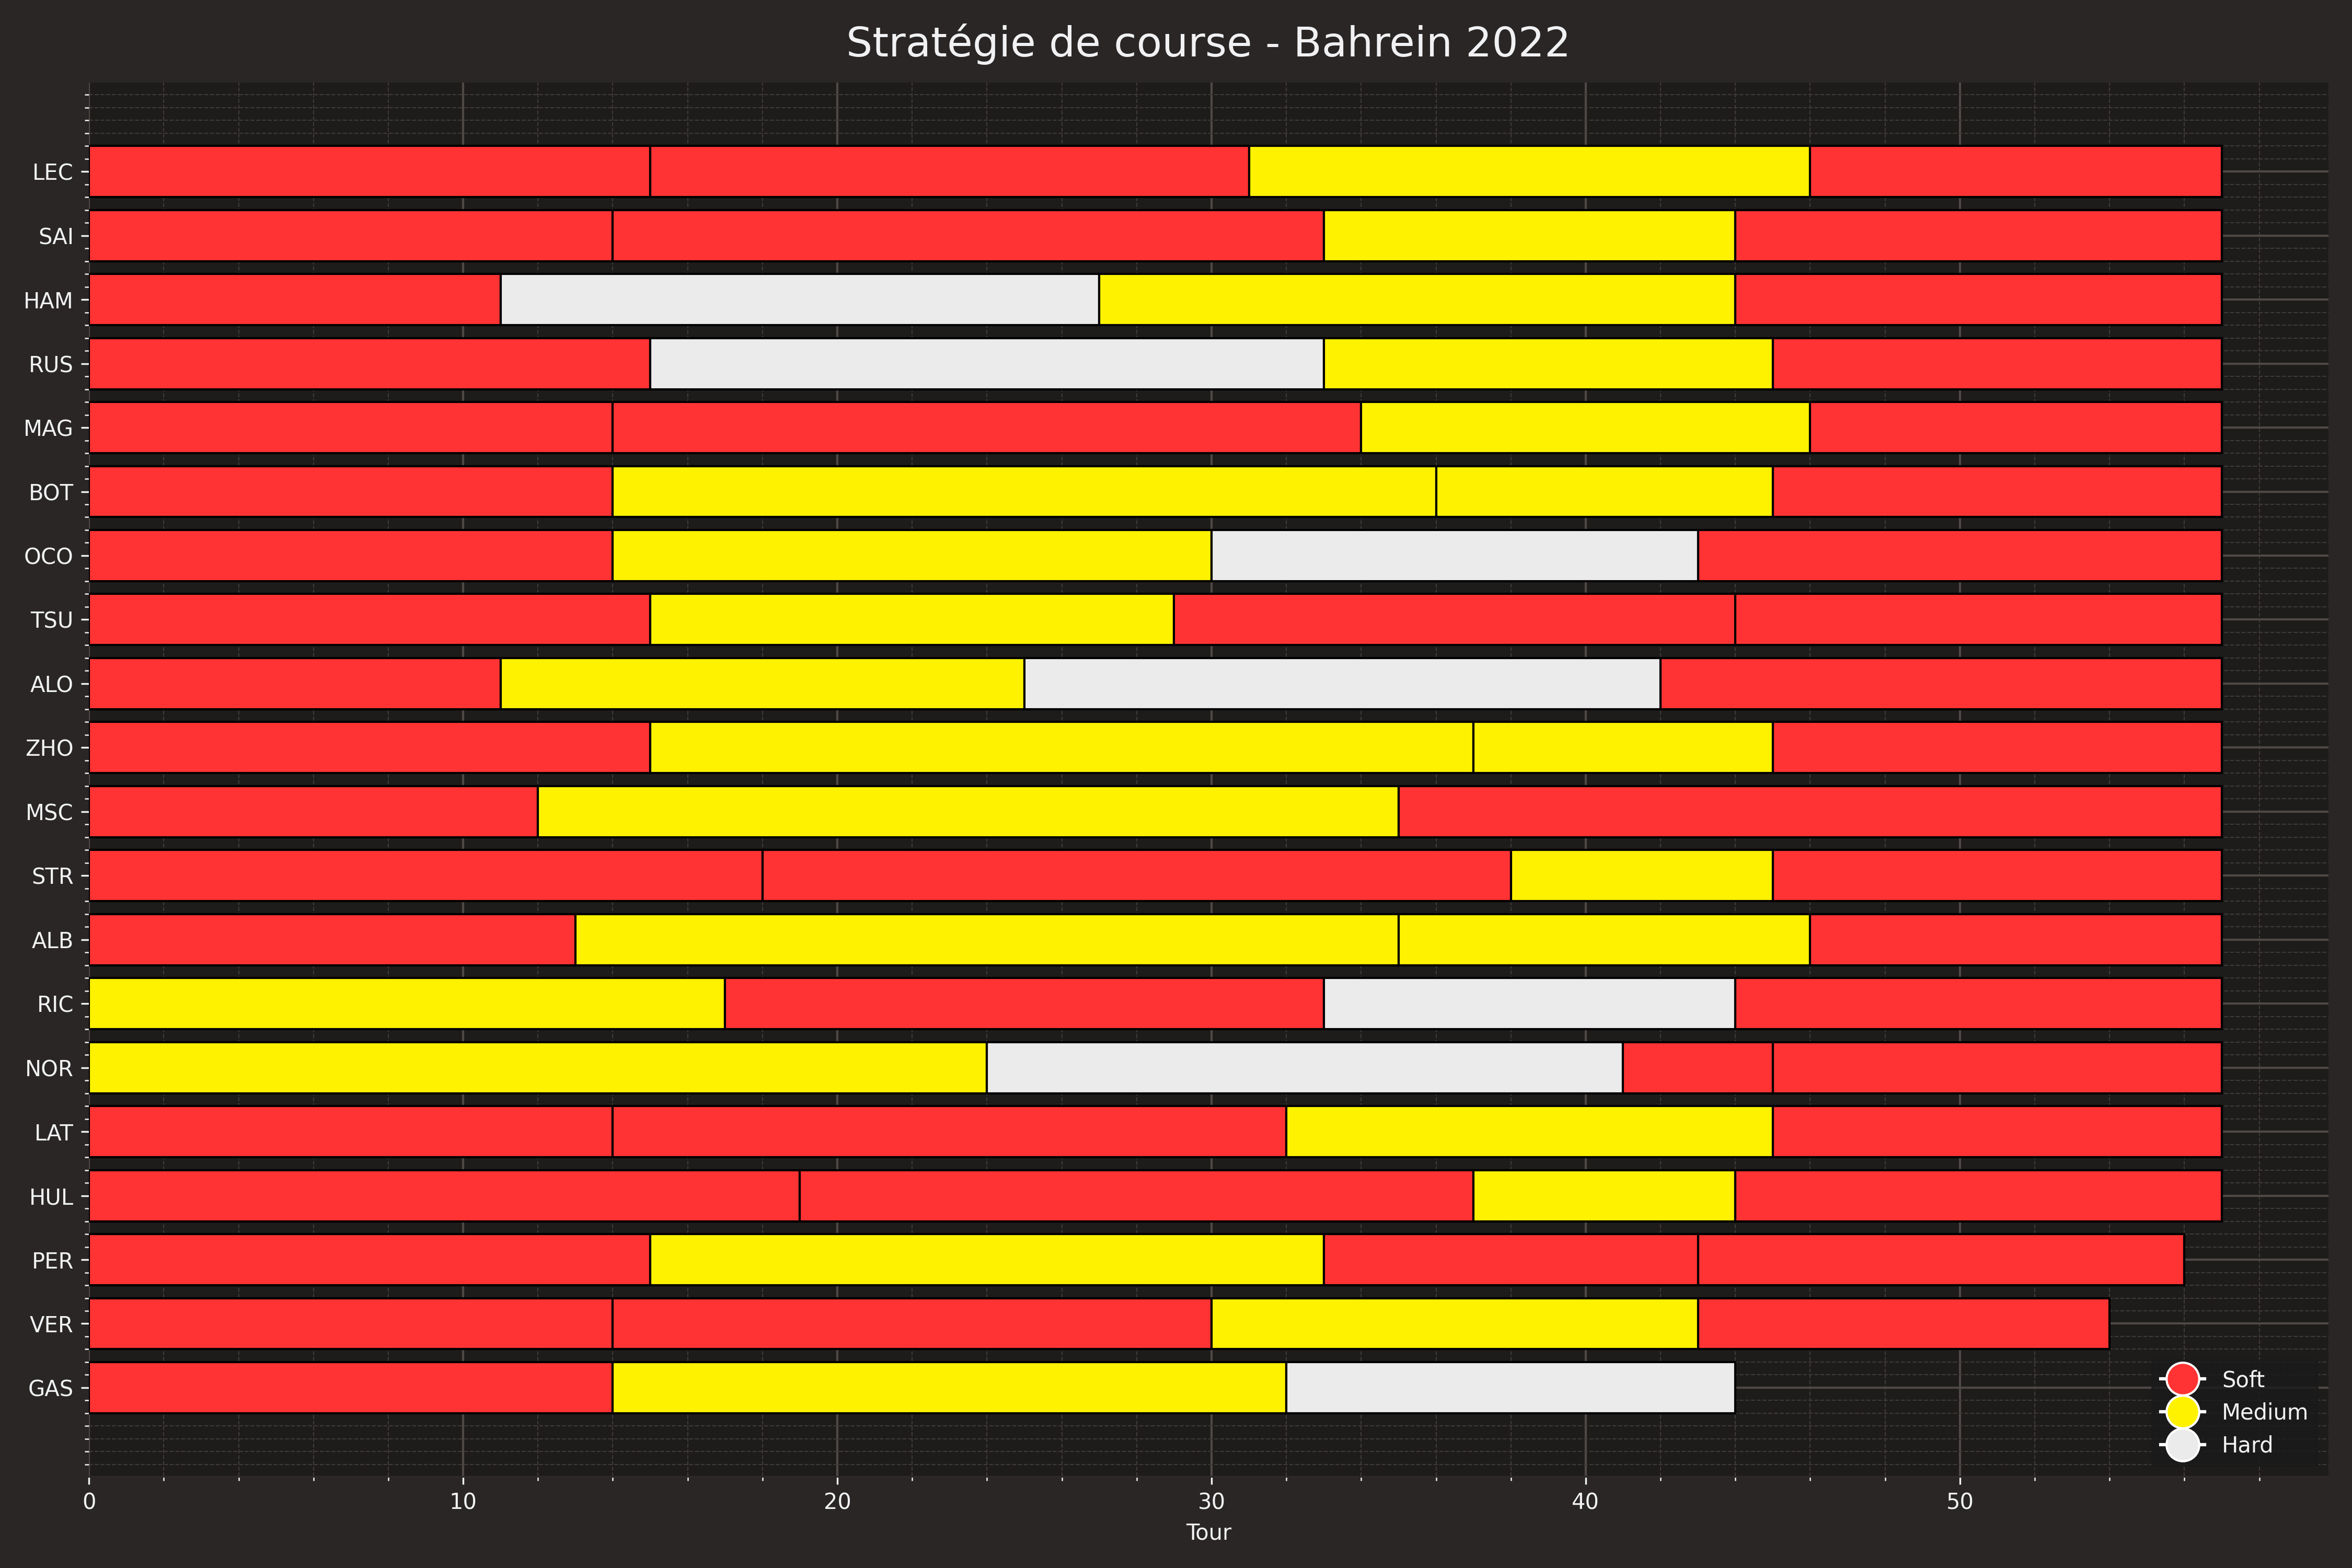 Stratégie de course - Bahrein 2022
LEC
SAI
HAM
RUS
MAG
BOT
OCO
TSU
ALO
ZHO
MSC
STR
ALB
RIC
NOR
LAT
HUL
PER
VER
GAS
Soft
Medium
Hard
0 10 20 30 40 50
Tour